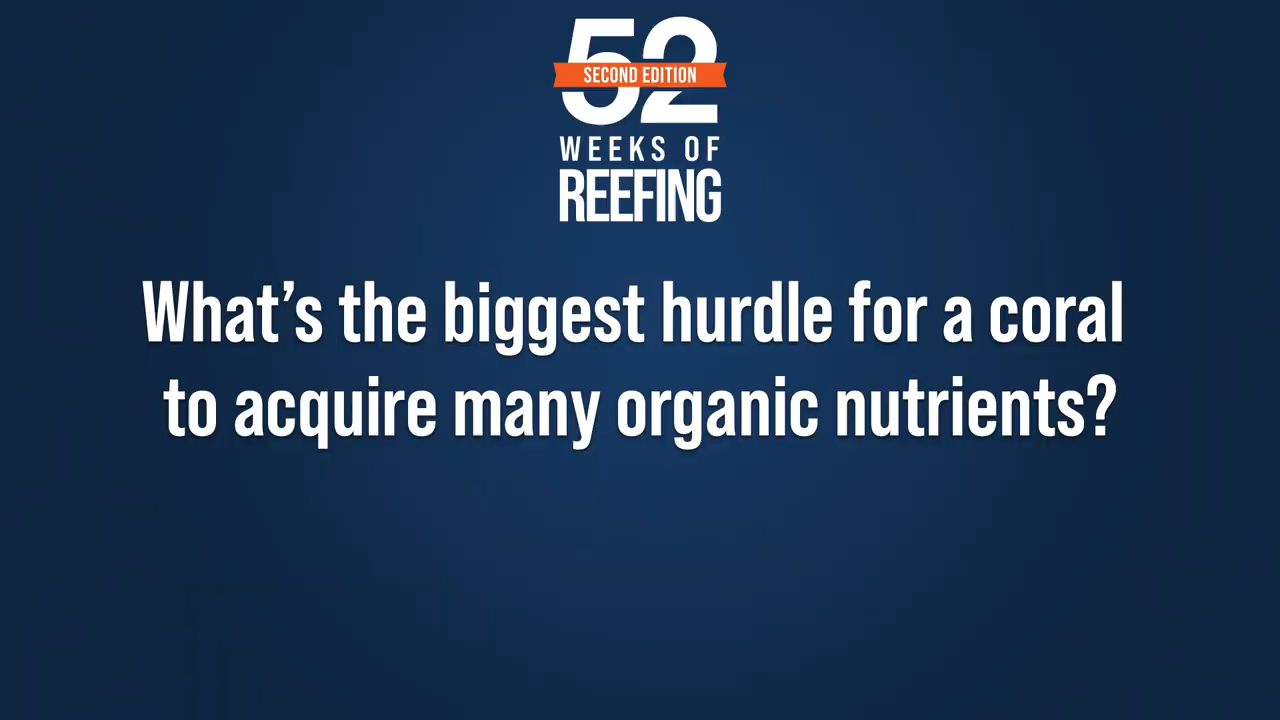 52
SECOND EDITION
WEEKS OF
REEFING
What's the biggest hurdle for a coral
to acquire many organic nutrients?